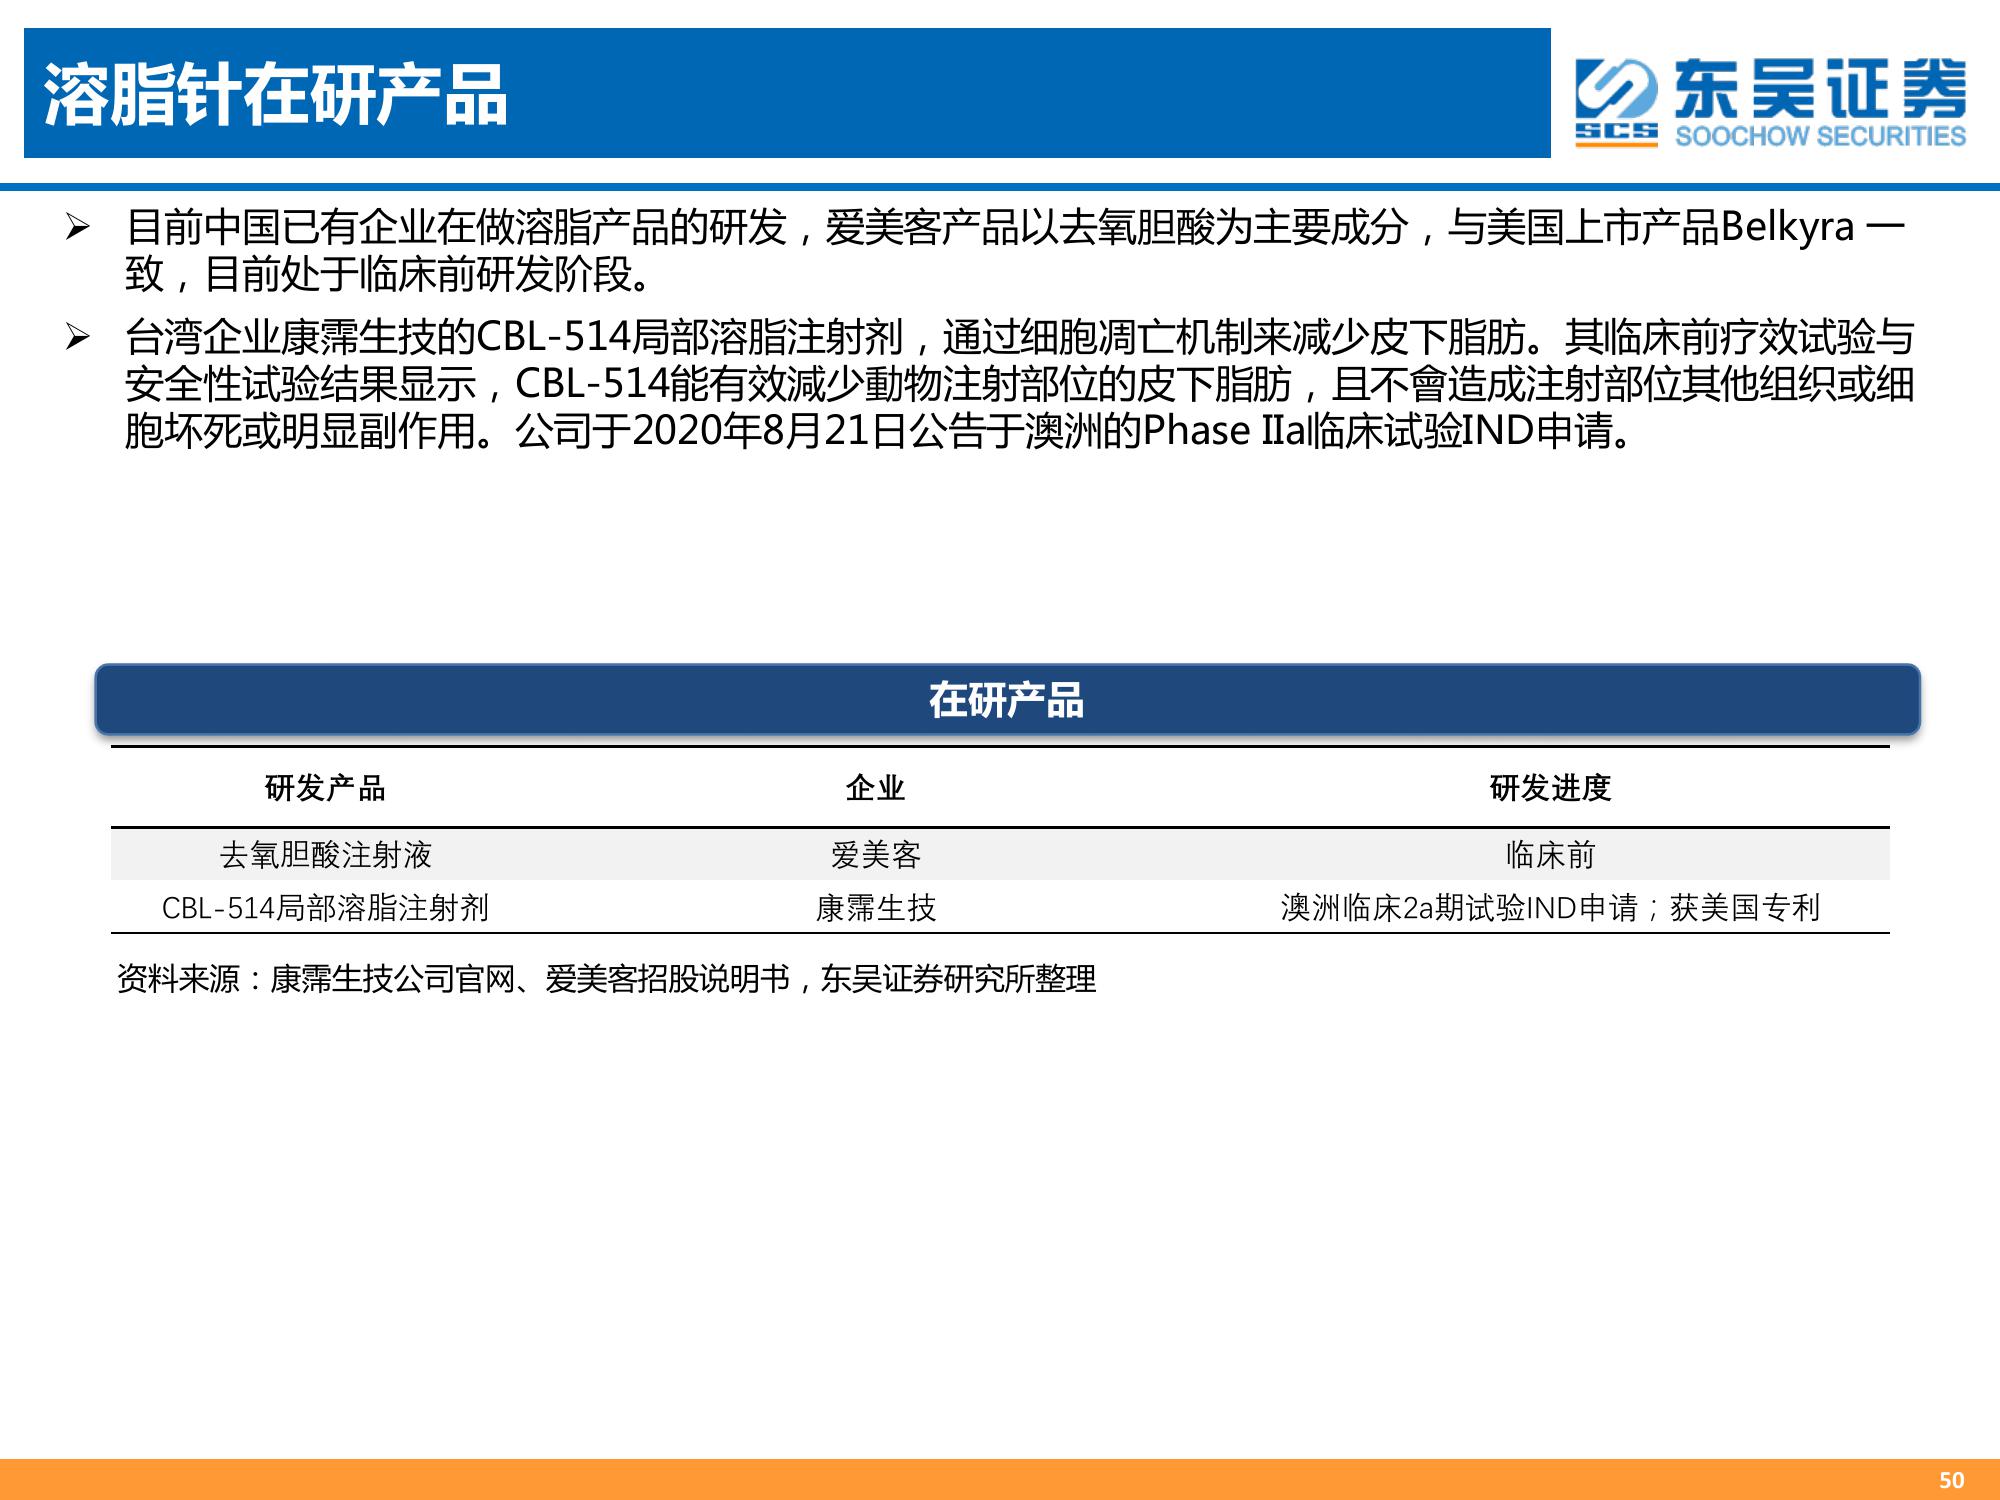 溶脂针在研产品
东吴证券
SCS
SOOCHOW SECURITIES
目前中国已有企业在做溶脂产品的研发，爱美客产品以去氧胆酸为主要成分，与美国上市产品Belkyra 一
致，目前处于临床前研发阶段。
台湾企业康霈生技的CBL-514局部溶脂注射剂，通过细胞凋亡机制来减少皮下脂肪。其临床前疗效试验与
安全性试验结果显示，CBL-514能有效減少動物注射部位的皮下脂肪，且不會造成注射部位其他组织或细
胞坏死或明显副作用。公司于2020年8月21日公告于澳洲的Phase IIa临床试验IND申请。
在研产品
研发产品 企业 研发进度
去氧胆酸注射液 爱美客 临床前
CBL-514局部溶脂注射剂 康霈生技 澳洲临床2a期试验IND申请；获美国专利
资料来源：康霈生技公司官网、爱美客招股说明书，东吴证券研究所整理
50